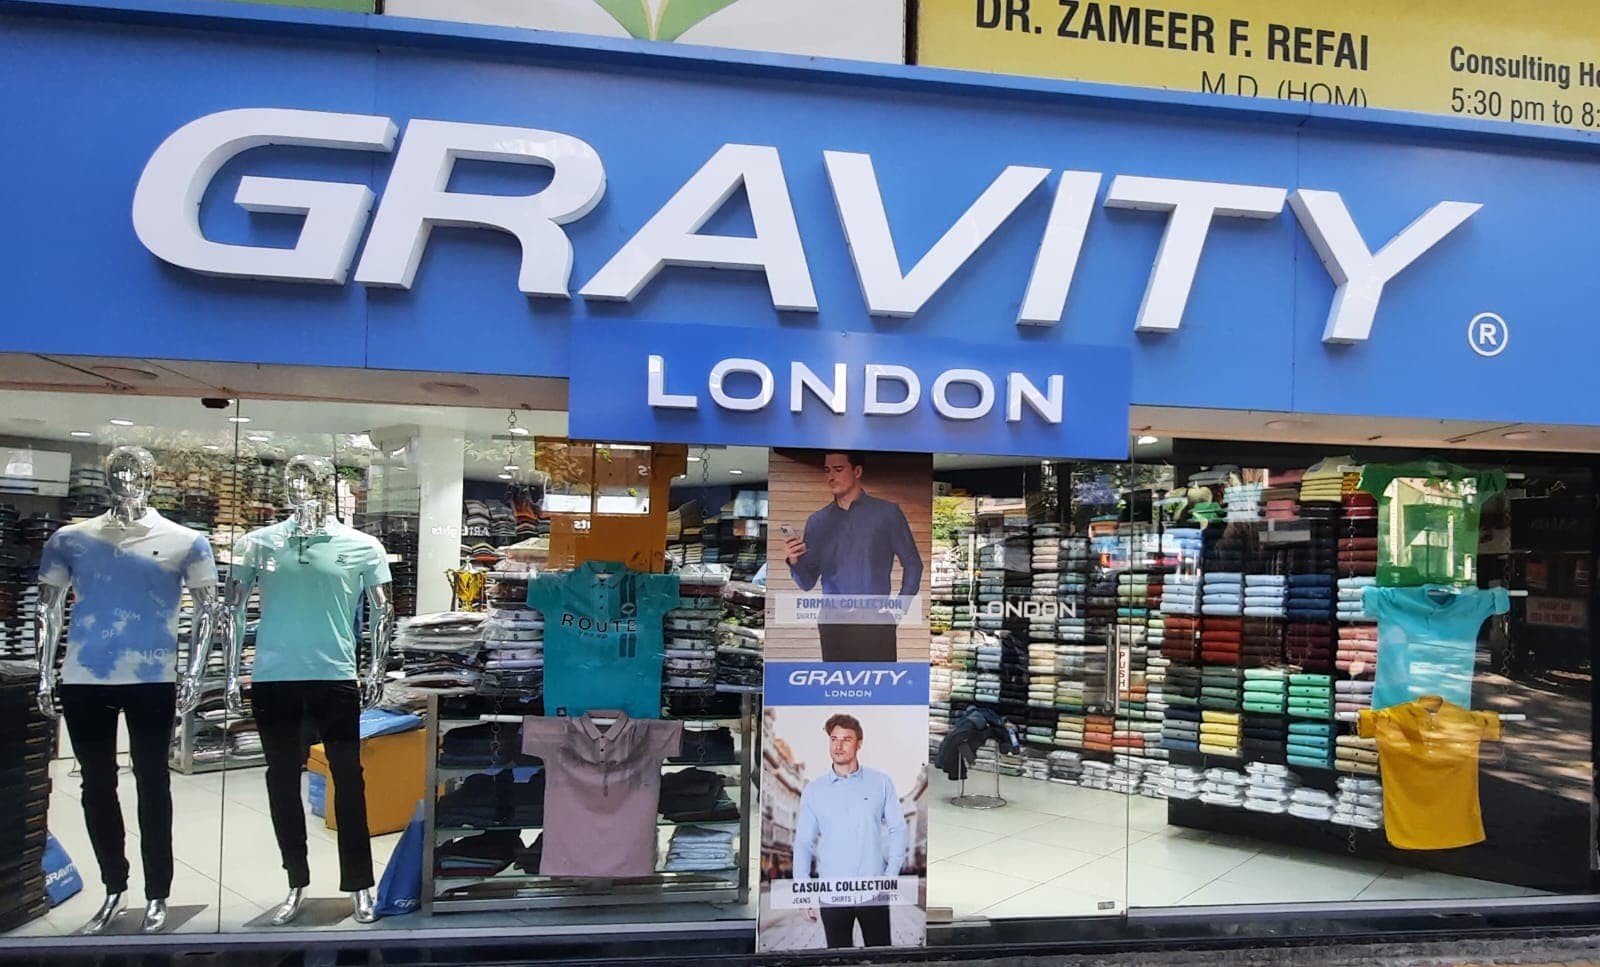 DR. ZAMEER F. REFAI
M.D. (HOM)
Consulting
5:30 pm to
GRAVITY
®
LONDON
ROUTE
FORMAL COLLECTION
LONDON
PUSH
GRAVITY
LONDON
CASUAL COLLECTION
JEANS | SHIRTS | T-SHIRTS
GRAVITY